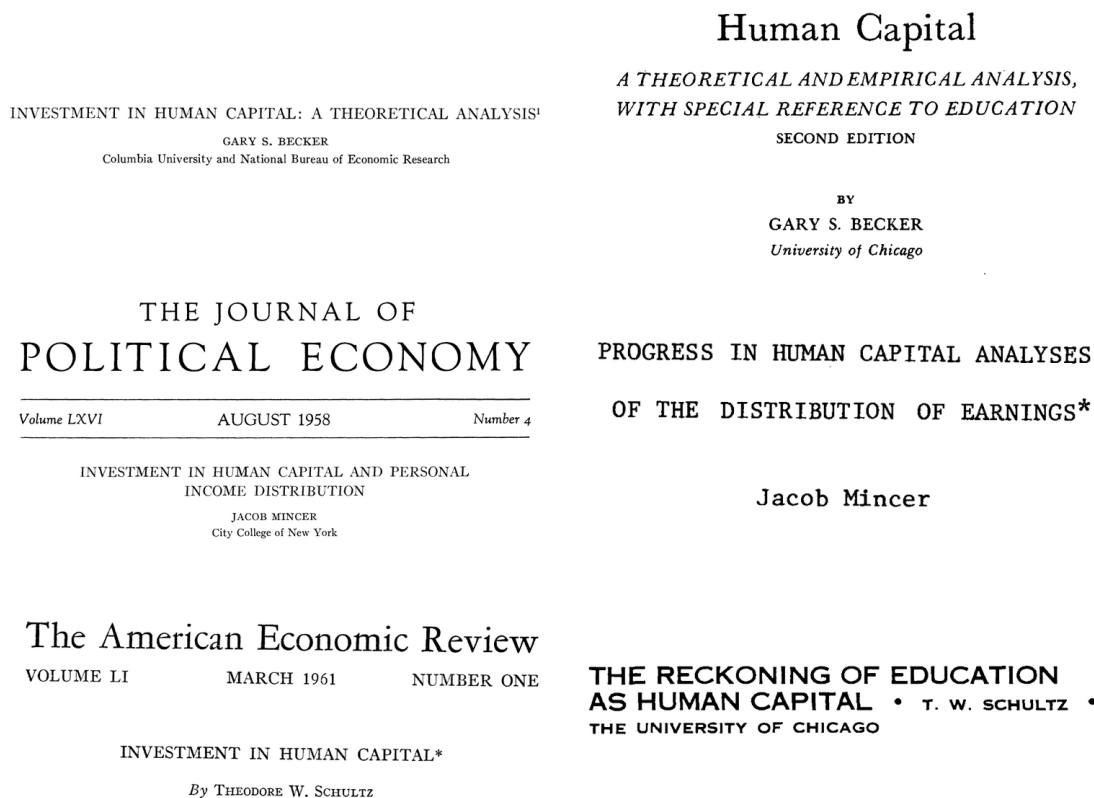 INVESTMENT IN HUMAN CAPITAL: A THEORETICAL ANALYSIS¹
GARY S. BECKER
Columbia University and National Bureau of Economic Research
THE JOURNAL OF
POLITICAL ECONOMY
Volume LXVI AUGUST 1958 Number 4
INVESTMENT IN HUMAN CAPITAL AND PERSONAL
INCOME DISTRIBUTION
JACOB MINCER
City College of New York
The American Economic Review
VOLUME LI MARCH 1961 NUMBER ONE
INVESTMENT IN HUMAN CAPITAL*
By THEODORE W. SCHULTZ
Human Capital
A THEORETICAL AND EMPIRICAL ANALYSIS,
WITH SPECIAL REFERENCE TO EDUCATION
SECOND EDITION
BY
GARY S. BECKER
University of Chicago
PROGRESS IN HUMAN CAPITAL ANALYSES
OF THE DISTRIBUTION OF EARNINGS*
Jacob Mincer
THE RECKONING OF EDUCATION
AS HUMAN CAPITAL • T. W. SCHULTZ •
THE UNIVERSITY OF CHICAGO